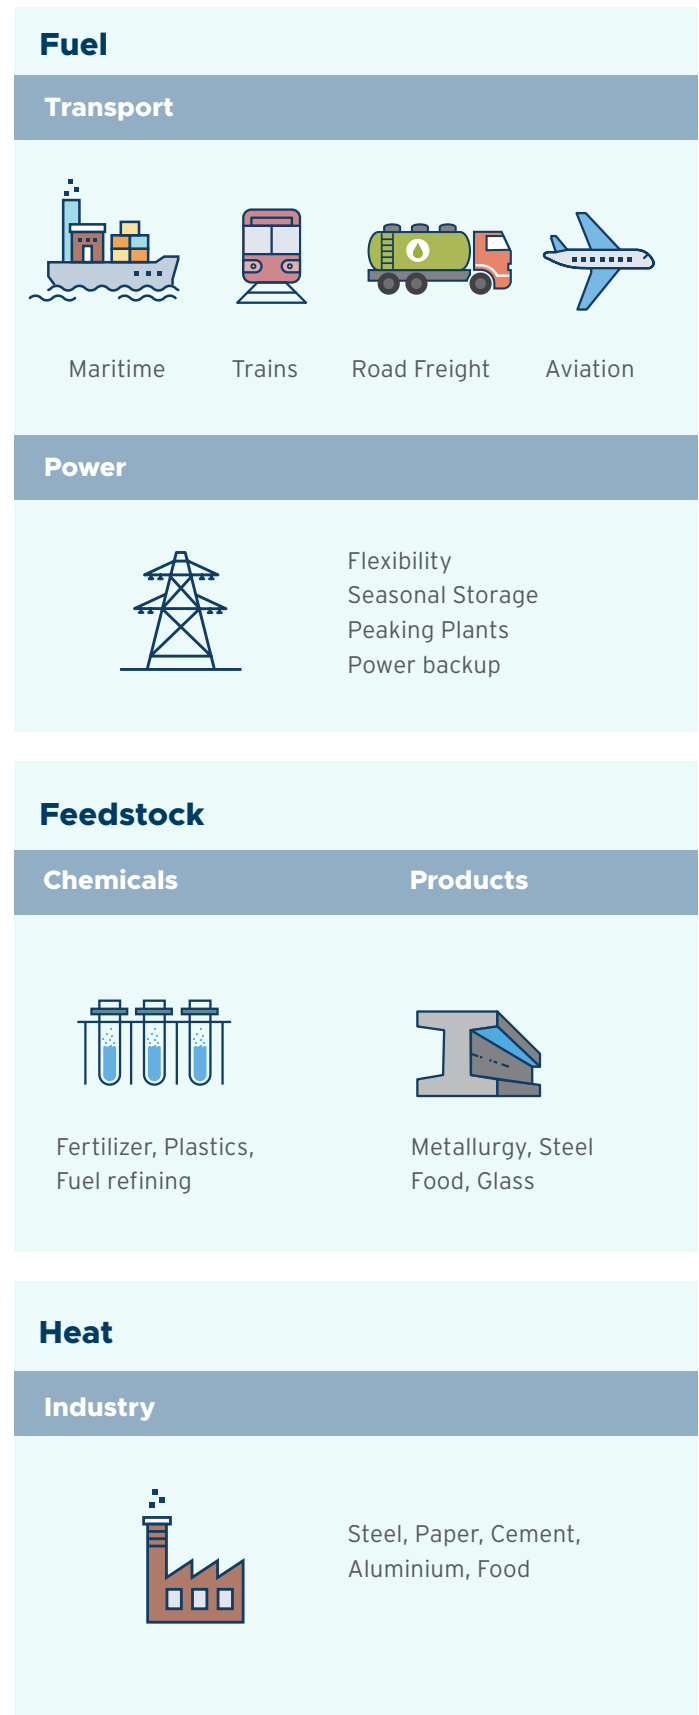 Fuel
Transport
Maritime
Trains
Road Freight
Aviation
Power
Flexibility
Seasonal Storage
Peaking Plants
Power backup
Feedstock
Chemicals
Products
Fertilizer, Plastics,
Fuel refining
Metallurgy, Steel
Food, Glass
Heat
Industry
Steel, Paper, Cement,
Aluminium, Food